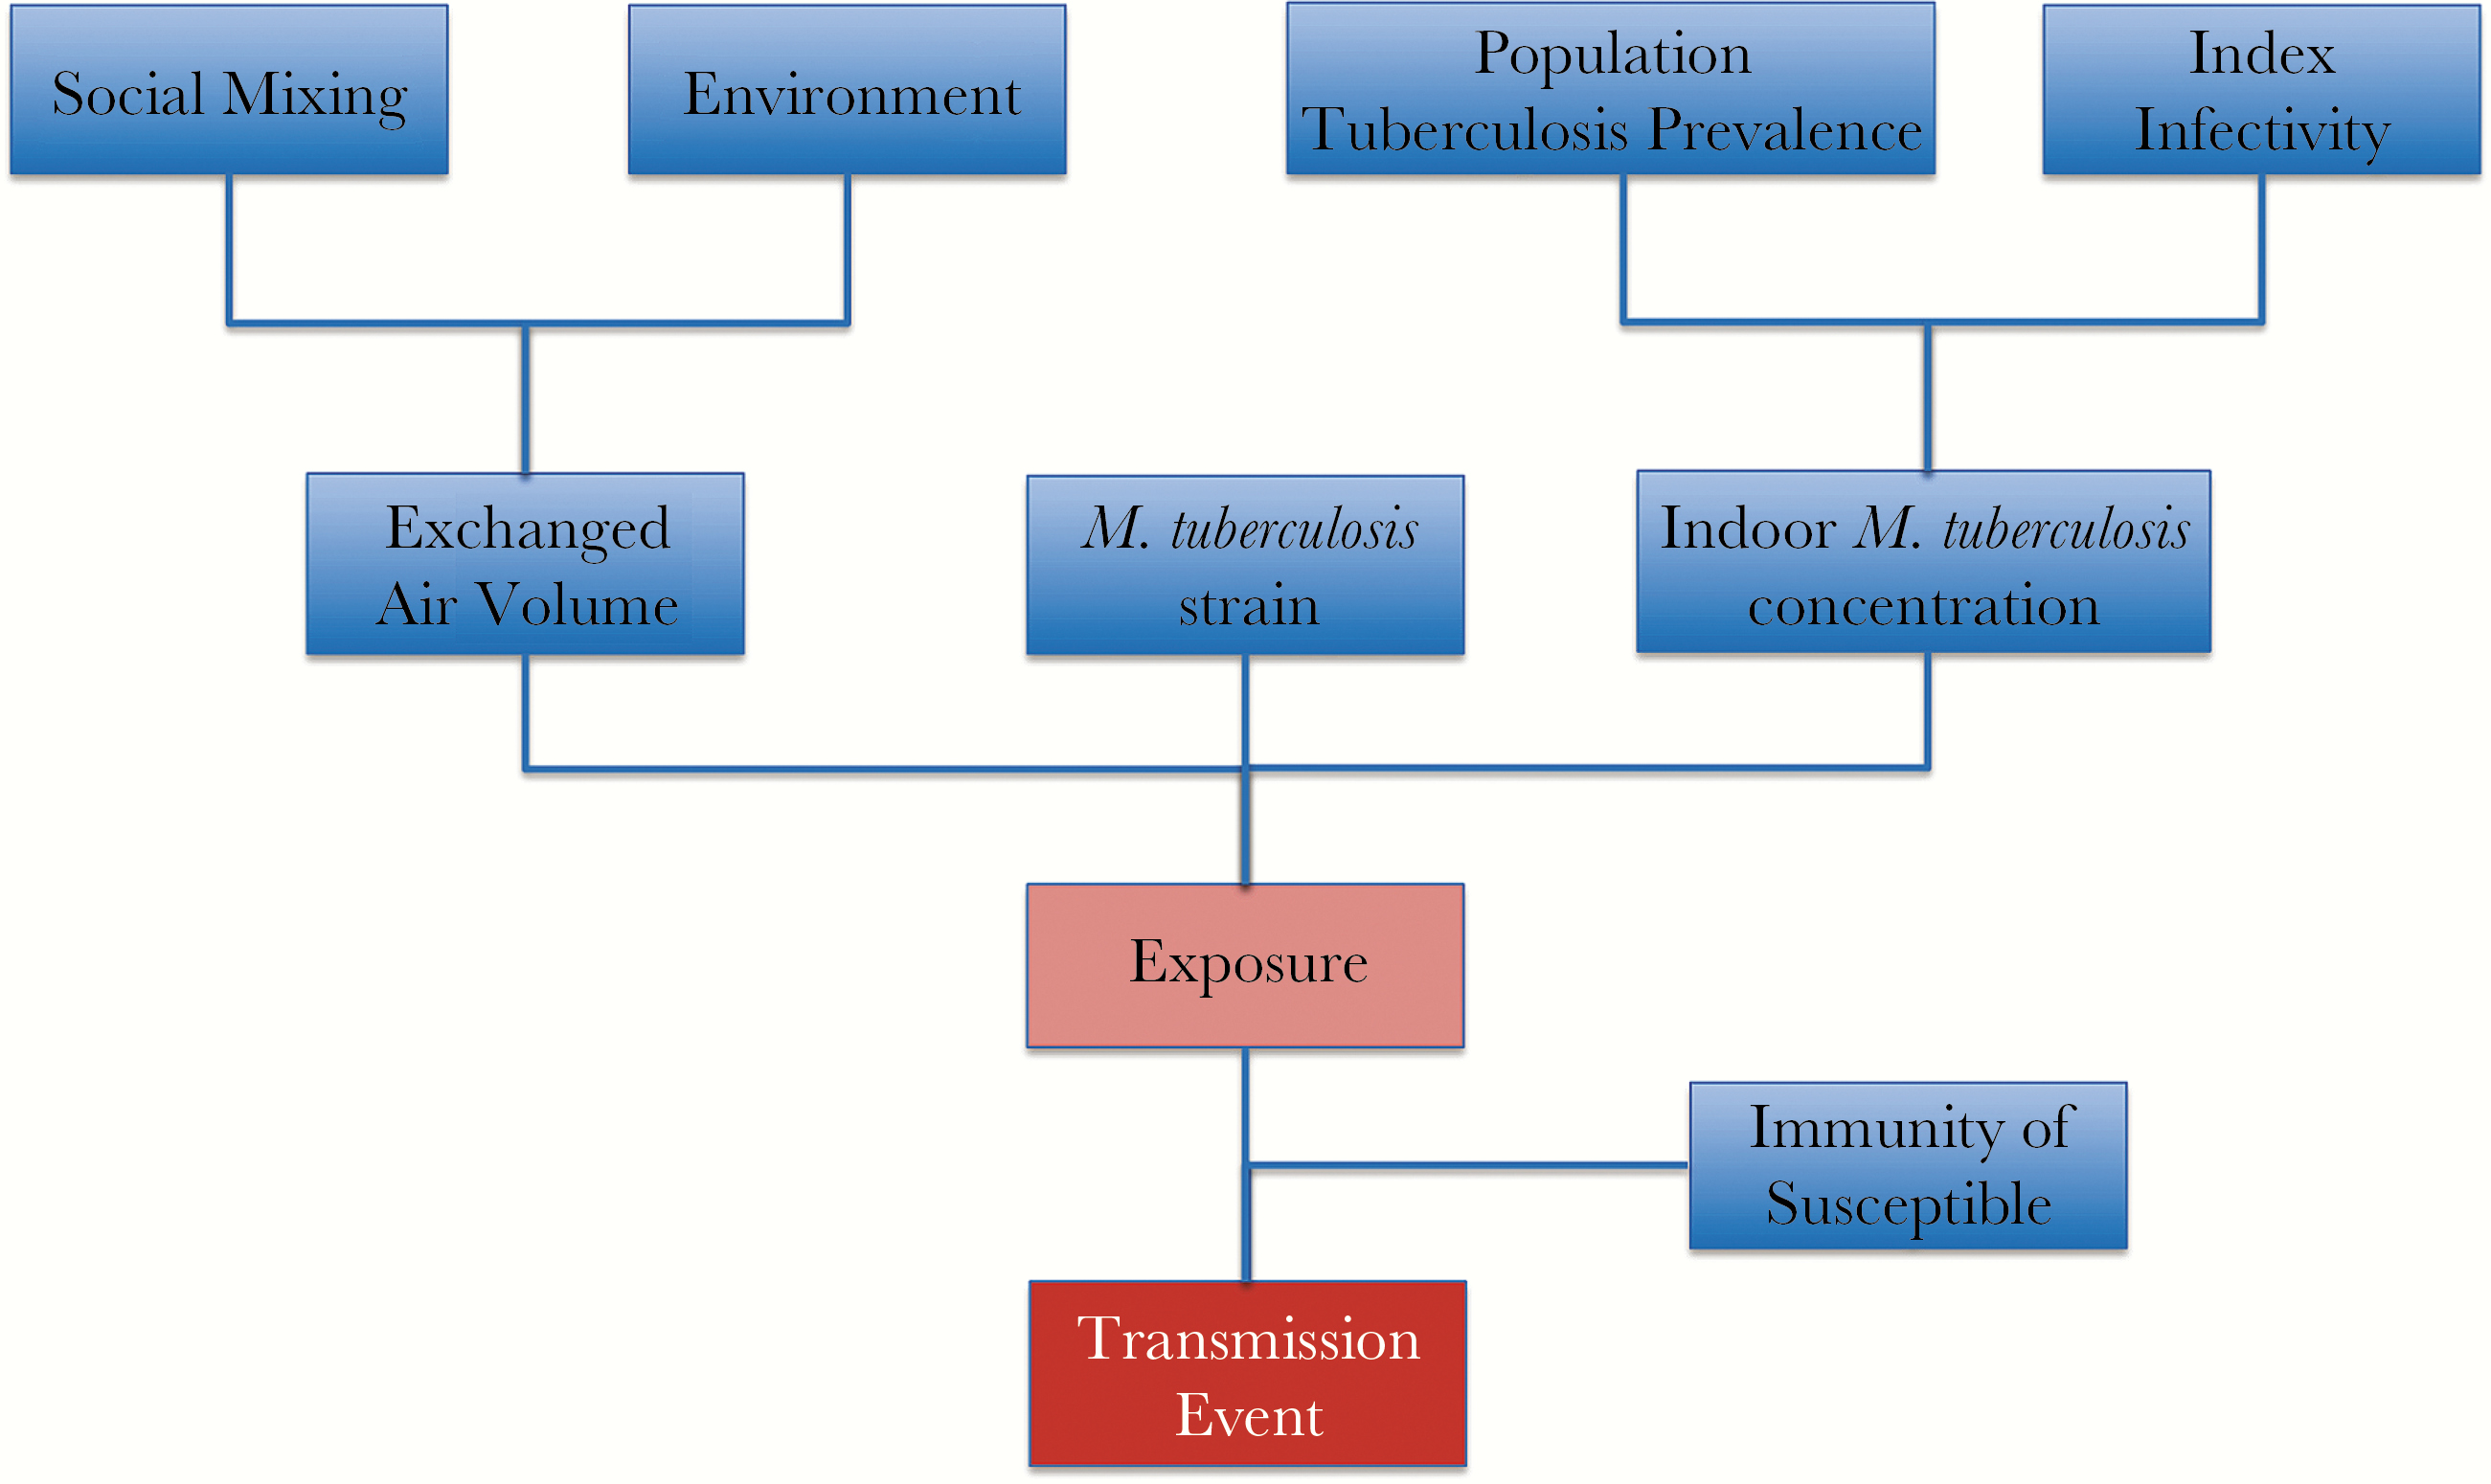 Social Mixing
Environment
Population
Tuberculosis Prevalence
Index
Infectivity
Exchanged
Air Volume
M. tuberculosis
strain
Indoor M. tuberculosis
concentration
Exposure
Immunity of
Susceptible
Transmission
Event